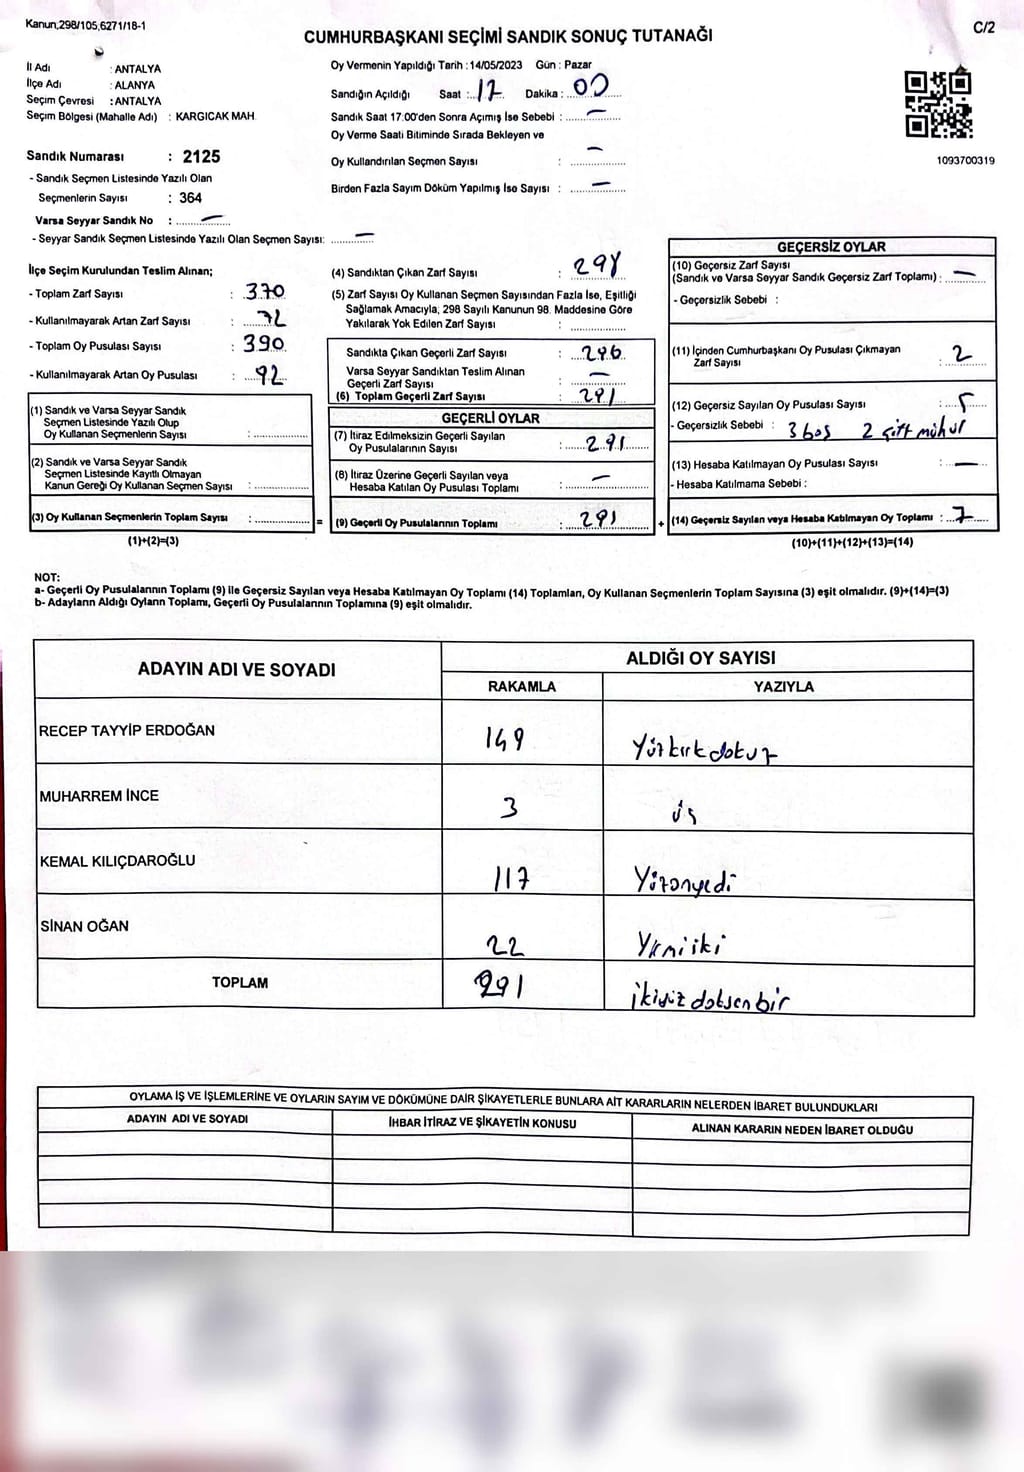 Kanun,298/105,6271/18-1
C/2
CUMHURBAŞKANI SEÇİMİ SANDIK SONUÇ TUTANAĞI
İl Adı : ANTALYA
İlçe Adı : ALANYA
Seçim Çevresi : ANTALYA
Seçim Bölgesi (Mahalle Adı) : KARGICAK MAH.
Sandık Numarası : 2125
- Sandık Seçmen Listesinde Yazılı Olan
Seçmenlerin Sayısı : 364
Varsa Seyyar Sandık No : —
- Seyyar Sandık Seçmen Listesinde Yazılı Olan Seçmen Sayısı: —
Oy Vermenin Yapıldığı Tarih : 14/05/2023 Gün : Pazar
Sandığın Açıldığı Saat : 17 Dakika : 00
Sandık Saat 17:00'den Sonra Açımış İse Sebebi : —
Oy Verme Saati Bitiminde Sırada Bekleyen ve
Oy Kullandırılan Seçmen Sayısı : —
Birden Fazla Sayım Döküm Yapılmış İse Sayısı : —
1093700319
İlçe Seçim Kurulundan Teslim Alınan;
- Toplam Zarf Sayısı : 370
- Kullanılmayarak Artan Zarf Sayısı : 72
- Toplam Oy Pusulası Sayısı : 390
- Kullanılmayarak Artan Oy Pusulası : 92
(1) Sandık ve Varsa Seyyar Sandık
Seçmen Listesinde Yazılı Olup
Oy Kullanan Seçmenlerin Sayısı :
(2) Sandık ve Varsa Seyyar Sandık
Seçmen Listesinde Kayıtlı Olmayan
Kanun Gereği Oy Kullanan Seçmen Sayısı :
(3) Oy Kullanan Seçmenlerin Toplam Sayısı :
(1)+(2)=(3)
=
(4) Sandıktan Çıkan Zarf Sayısı : 298
(5) Zarf Sayısı Oy Kullanan Seçmen Sayısından Fazla İse, Eşitliği
Sağlamak Amacıyla, 298 Sayılı Kanunun 98. Maddesine Göre
Yakılarak Yok Edilen Zarf Sayısı :
Sandıkta Çıkan Geçerli Zarf Sayısı : 296
Varsa Seyyar Sandıktan Teslim Alınan
Geçerli Zarf Sayısı : —
(6) Toplam Geçerli Zarf Sayısı : 291
GEÇERLİ OYLAR
(7) İtiraz Edilmeksizin Geçerli Sayılan
Oy Pusulalarının Sayısı : 291
(8) İtiraz Üzerine Geçerli Sayılan veya
Hesaba Katılan Oy Pusulası Toplamı : —
(9) Geçerli Oy Pusulalarının Toplamı : 291
+
GEÇERSİZ OYLAR
(10) Geçersiz Zarf Sayısı
(Sandık ve Varsa Seyyar Sandık Geçersiz Zarf Toplamı) : —
- Geçersizlik Sebebi :
(11) İçinden Cumhurbaşkanı Oy Pusulası Çıkmayan
Zarf Sayısı : 2
(12) Geçersiz Sayılan Oy Pusulası Sayısı : 5
- Geçersizlik Sebebi : 3 boş 2 çift mühür
(13) Hesaba Katılmayan Oy Pusulası Sayısı : —
- Hesaba Katılmama Sebebi :
(14) Geçersiz Sayılan veya Hesaba Katılmayan Oy Toplamı : 7
(10)+(11)+(12)+(13)=(14)
NOT:
a- Geçerli Oy Pusulalarının Toplamı (9) ile Geçersiz Sayılan veya Hesaba Katılmayan Oy Toplamı (14) Toplamları, Oy Kullanan Seçmenlerin Toplam Sayısına (3) eşit olmalıdır. (9)+(14)=(3)
b- Adayların Aldığı Oyların Toplamı, Geçerli Oy Pusulalarının Toplamına (9) eşit olmalıdır.
ADAYIN ADI VE SOYADI
ALDIĞI OY SAYISI
RAKAMLA YAZIYLA
RECEP TAYYİP ERDOĞAN 149 Yüzkırkdokuz
MUHARREM İNCE 3 üç
KEMAL KILIÇDAROĞLU 117 Yüzonyedi
SİNAN OĞAN 22 Yirmiiki
TOPLAM 291 ikiyüz doksan bir
OYLAMA İŞ VE İŞLEMLERİNE VE OYLARIN SAYIM VE DÖKÜMÜNE DAİR ŞİKAYETLERLE BUNLARA AİT KARARLARIN NELERDEN İBARET BULUNDUKLARI
ADAYIN ADI VE SOYADI İHBAR İTİRAZ VE ŞİKAYETİN KONUSU ALINAN KARARIN NEDEN İBARET OLDUĞU